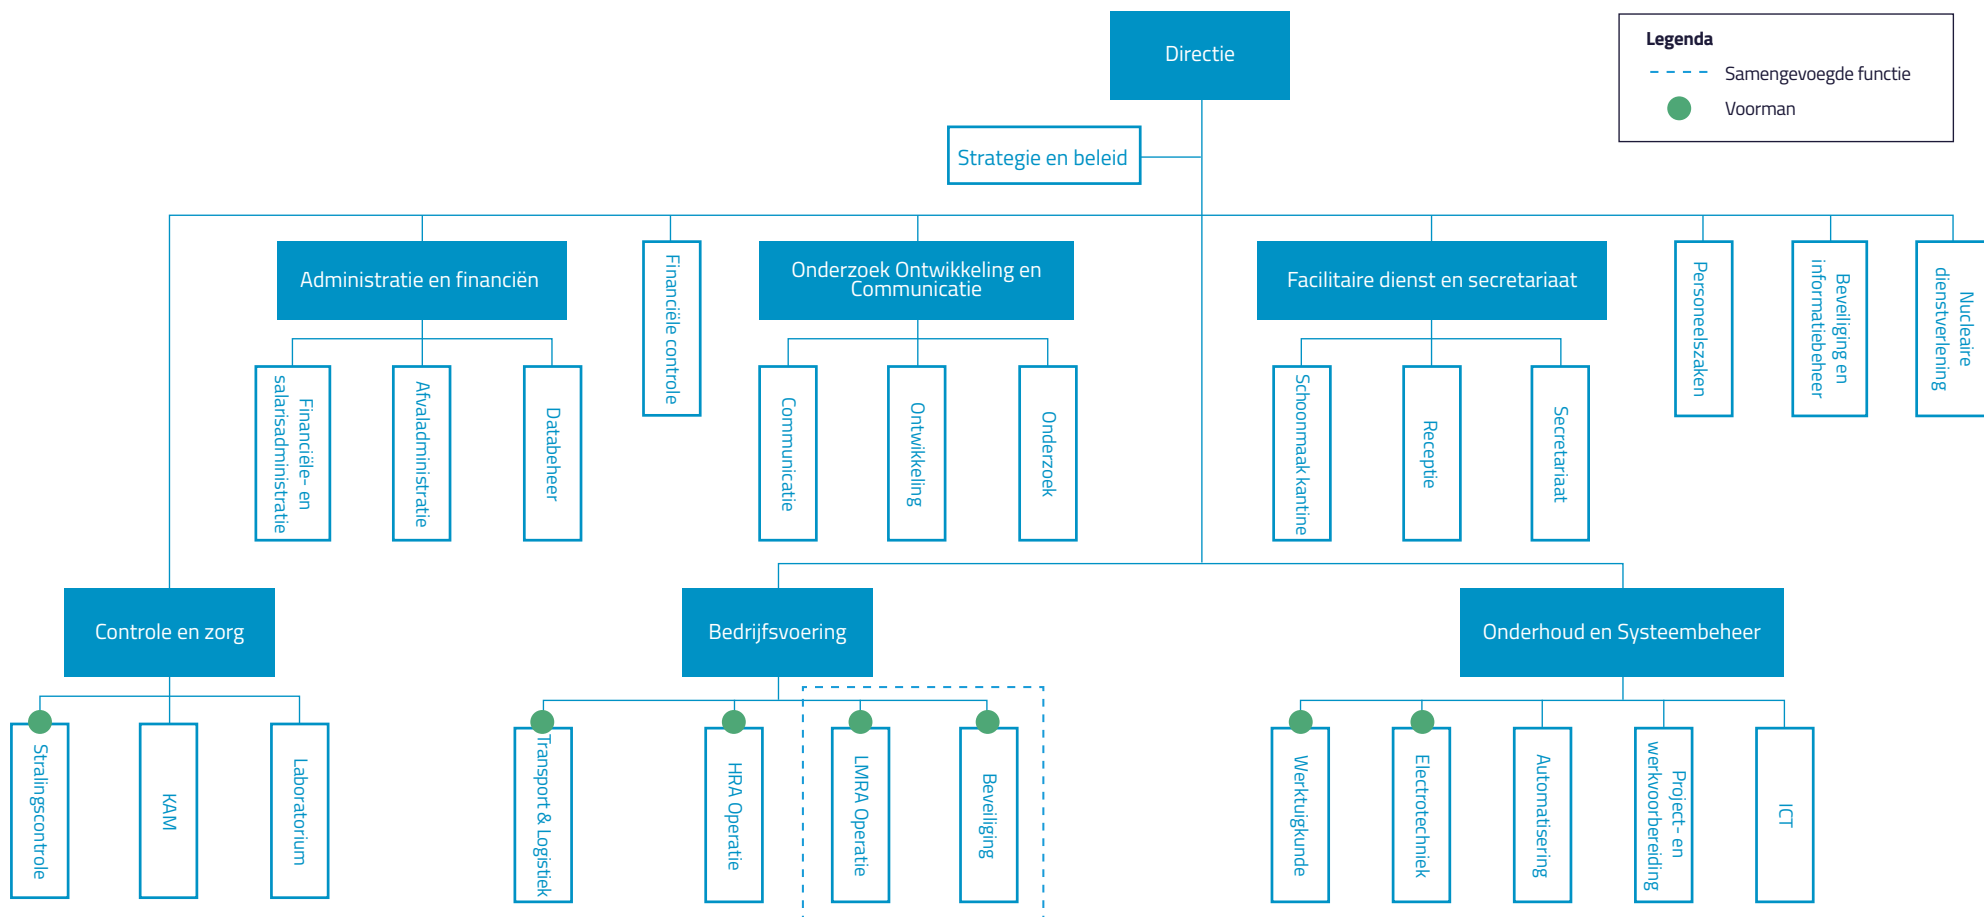 Directie
Legenda
Samengevoegde functie
Voorman
Strategie en beleid
Administratie en financiën
Financiële controle
Onderzoek Ontwikkeling en
Communicatie
Facilitaire dienst en secretariaat
Personeelszaken
Beveiliging en
informatiebeheer
Nucleaire
dienstverlening
Financiële- en
salarisadministratie
Afvaladministratie
Databeheer
Communicatie
Ontwikkeling
Onderzoek
Schoonmaak kantine
Receptie
Secretariaat
Controle en zorg
Bedrijfsvoering
Onderhoud en Systeembeheer
Stralingscontrole
KAM
Laboratorium
Transport & Logistiek
HRA Operatie
LMRA Operatie
Beveiliging
Werktuigkunde
Electrotechniek
Automatisering
Project- en
werkvoorbereiding
ICT